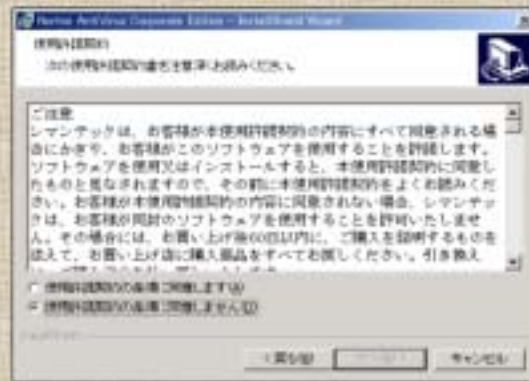 Norton AntiVirus Corporate Edition - InstallShield Wizard
使用許諾契約
次の使用許諾契約書を注意深くお読みください。
ご注意
シマンテックは、お客様が本使用許諾契約の内容にすべて同意される場
合にかぎり、お客様がこのソフトウェアを使用することを許諾します。
ソフトウェアを使用又はインストールすると、本使用許諾契約に同意し
たものと見なされますので、その前に本使用許諾契約をよくお読みくだ
さい。お客様が本使用許諾契約の内容に同意されない場合、シマンテッ
クは、お客様が同封のソフトウェアを使用することを許可いたしませ
ん。その場合には、お買い上げ後60日以内に、ご購入を証明するものを
添えて、お買い上げ店に購入部品をすべてお戻しください。引き換え
使用許諾契約の条項に同意します(A)
使用許諾契約の条項に同意しません(D)
InstallShield
< 戻る(B)
キャンセル